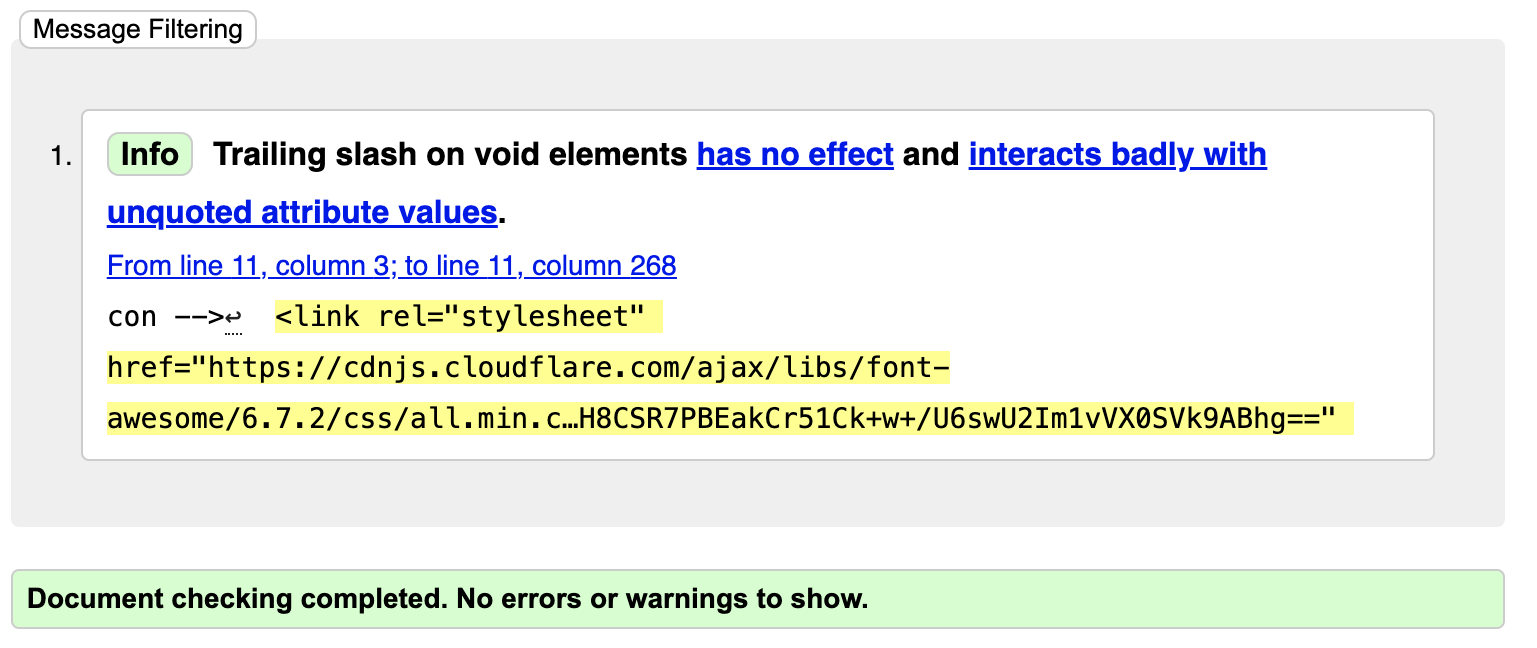 Message Filtering
1. Info Trailing slash on void elements has no effect and interacts badly with
unquoted attribute values.
From line 11, column 3; to line 11, column 268
con -->↩  <link rel="stylesheet"
href="https://cdnjs.cloudflare.com/ajax/libs/font-
awesome/6.7.2/css/all.min.c…H8CSR7PBEakCr51Ck+w+/U6swU2Im1vVX0SVk9ABhg=="
Document checking completed. No errors or warnings to show.